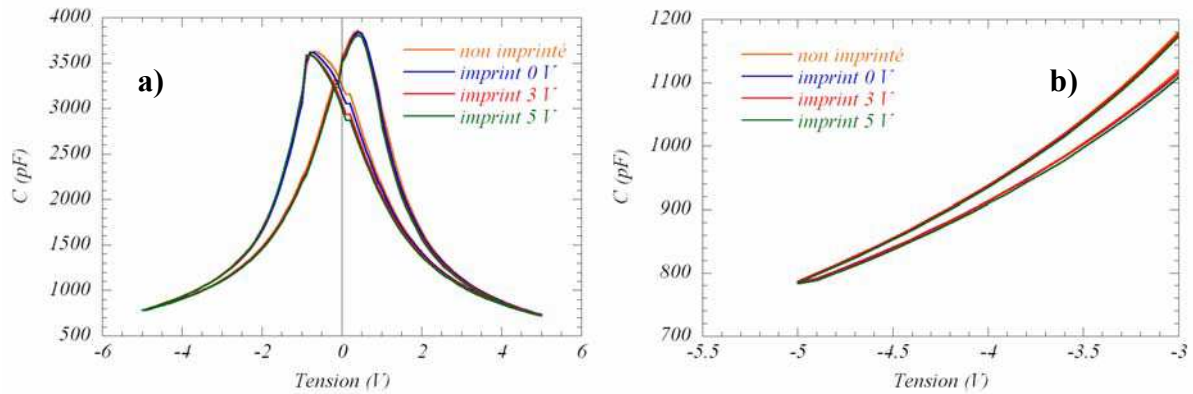 a)
4000
3500
3000
2500
2000
1500
1000
500
C (pF)
non imprinté
imprint 0 V
imprint 3 V
imprint 5 V
-6
-4
-2
0
2
4
6
Tension (V)
b)
1200
1100
1000
900
800
700
C (pF)
non imprinté
imprint 0 V
imprint 3 V
imprint 5 V
-5.5
-5
-4.5
-4
-3.5
-3
Tension (V)